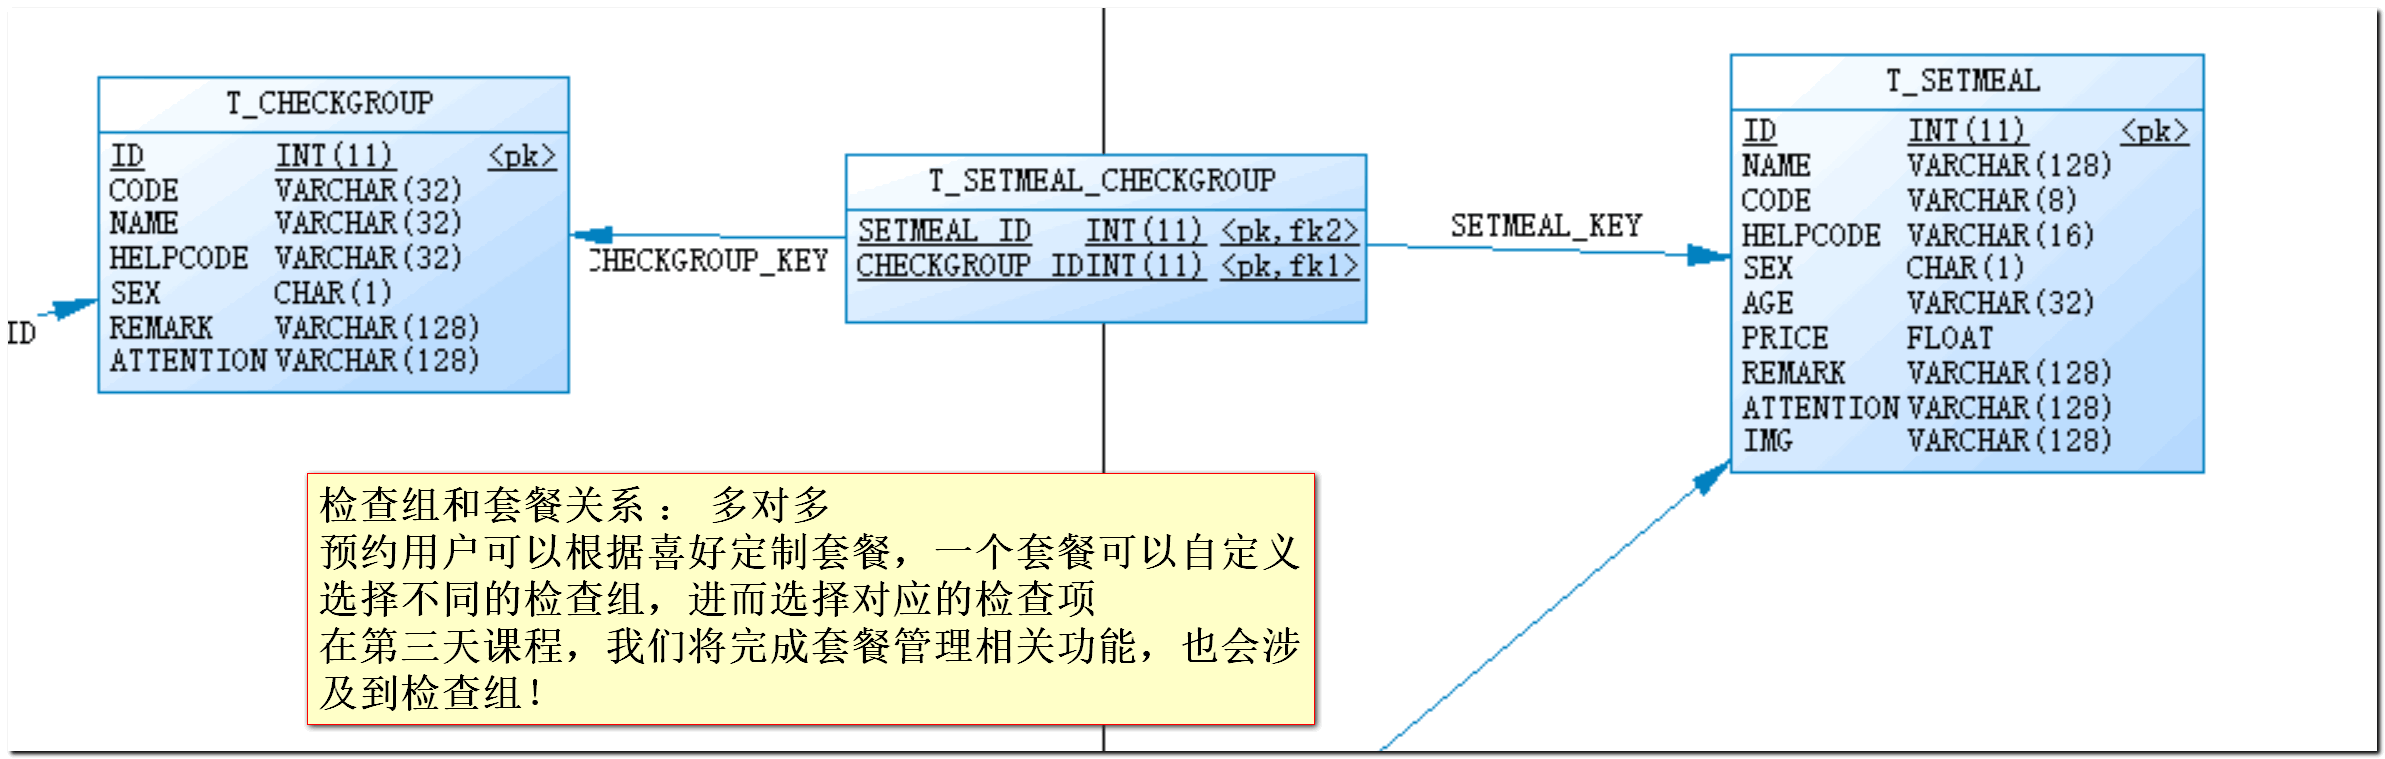 T_CHECKGROUP
ID INT(11) <pk>
CODE VARCHAR(32)
NAME VARCHAR(32)
HELPCODE VARCHAR(32)
SEX CHAR(1)
REMARK VARCHAR(128)
ATTENTION VARCHAR(128)
ID
CHECKGROUP_KEY
T_SETMEAL_CHECKGROUP
SETMEAL_ID INT(11) <pk,fk2>
CHECKGROUP_ID INT(11) <pk,fk1>
SETMEAL_KEY
T_SETMEAL
ID INT(11) <pk>
NAME VARCHAR(128)
CODE VARCHAR(8)
HELPCODE VARCHAR(16)
SEX CHAR(1)
AGE VARCHAR(32)
PRICE FLOAT
REMARK VARCHAR(128)
ATTENTION VARCHAR(128)
IMG VARCHAR(128)
检查组和套餐关系： 多对多
预约用户可以根据喜好定制套餐，一个套餐可以自定义
选择不同的检查组，进而选择对应的检查项
在第三天课程，我们将完成套餐管理相关功能，也会涉
及到检查组！